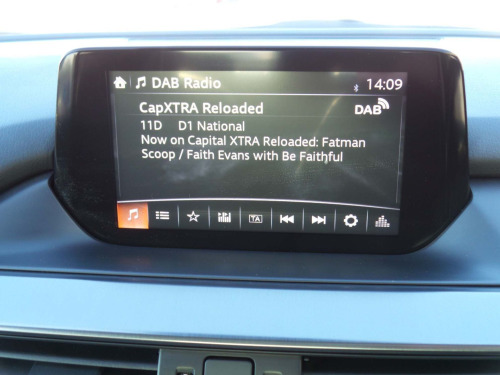 DAB Radio 14:09
CapXTRA Reloaded DAB
11D D1 National
Now on Capital XTRA Reloaded: Fatman
Scoop / Faith Evans with Be Faithful
TA